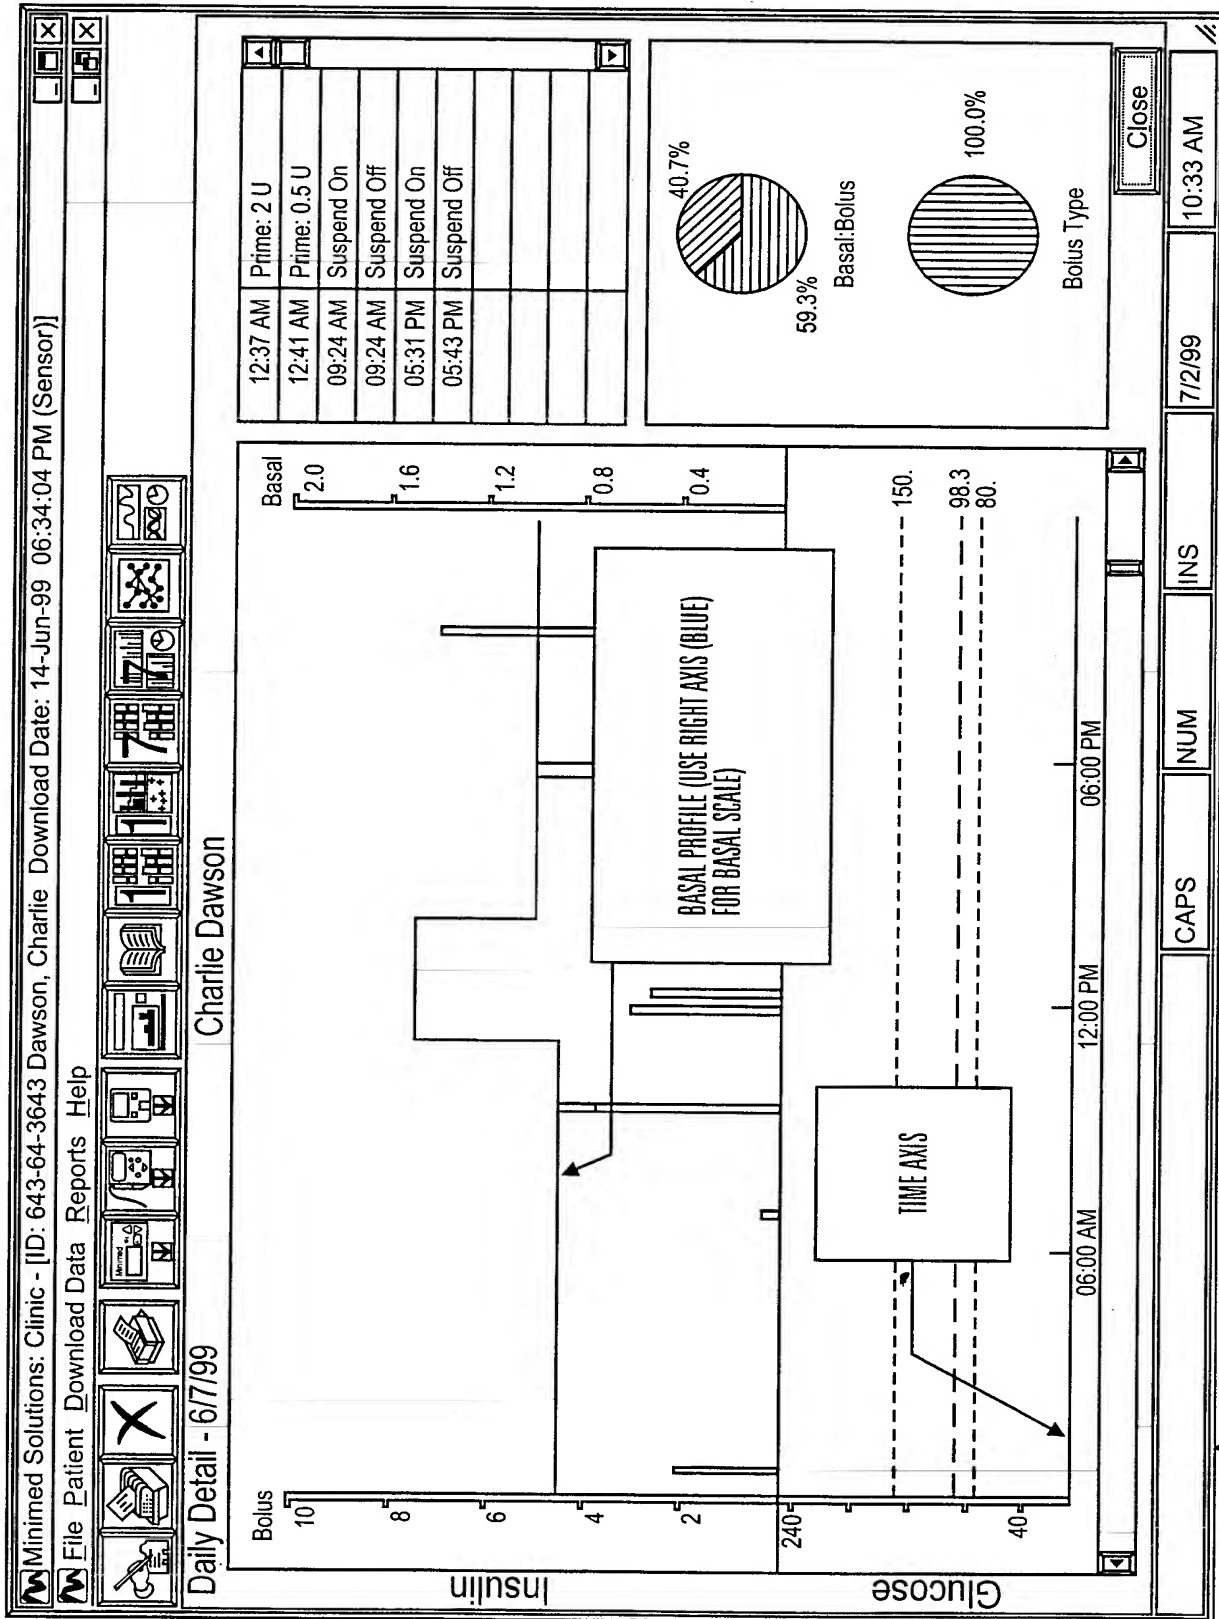 Minimed Solutions: Clinic - [ID: 643-64-3643 Dawson, Charlie Download Date: 14-Jun-99 06:34:04 PM (Sensor)]
File Patient Download Data Reports Help
Minimed
1
1
7
7
Daily Detail - 6/7/99
Charlie Dawson
Insulin
Bolus
10
8
6
4
2
Basal
2.0
1.6
1.2
0.8
0.4
BASAL PROFILE (USE RIGHT AXIS (BLUE)
FOR BASAL SCALE)
Glucose
240
40
TIME AXIS
150.
98.3
80.
06:00 AM
12:00 PM
06:00 PM
12:37 AM Prime: 2 U
12:41 AM Prime: 0.5 U
09:24 AM Suspend On
09:24 AM Suspend Off
05:31 PM Suspend On
05:43 PM Suspend Off
40.7%
59.3%
Basal:Bolus
100.0%
Bolus Type
Close
CAPS NUM INS 7/2/99 10:33 AM